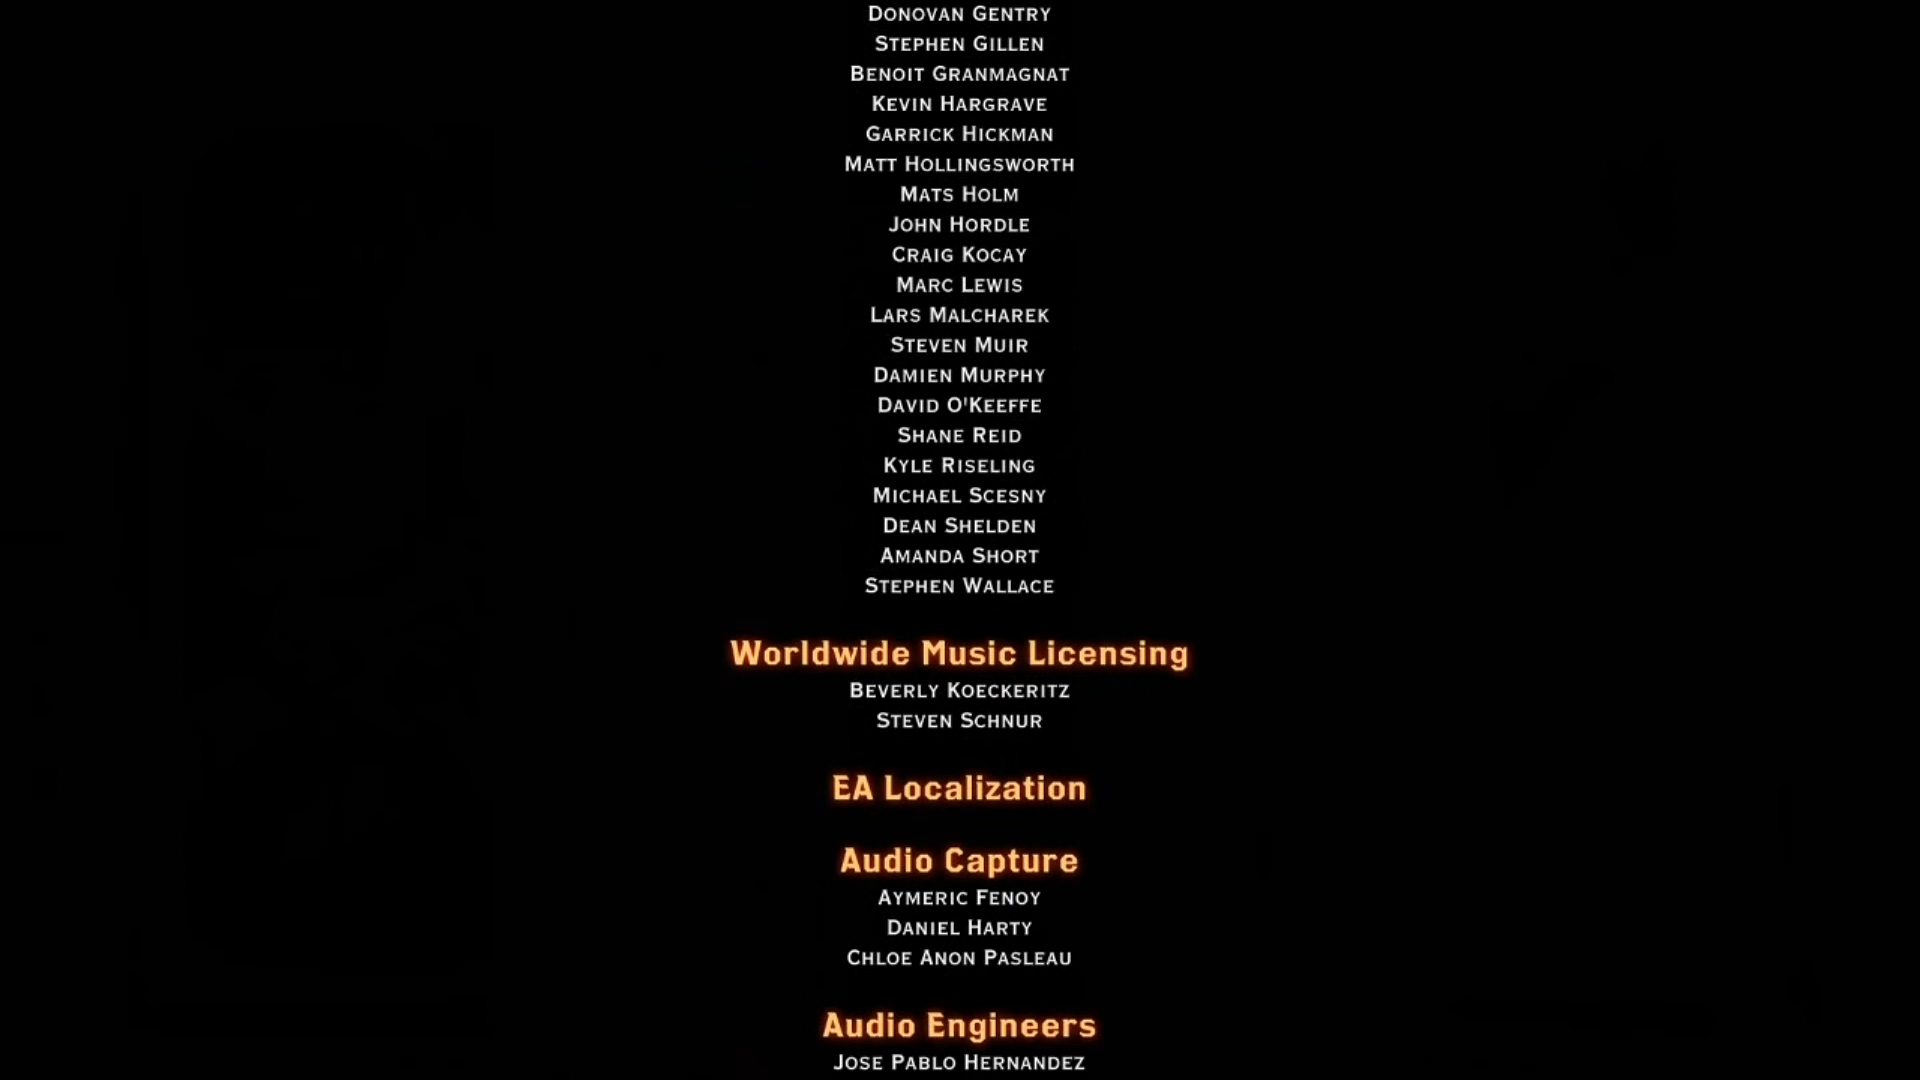 Donovan Gentry
Stephen Gillen
Benoit Granmagnat
Kevin Hargrave
Garrick Hickman
Matt Hollingsworth
Mats Holm
John Hordle
Craig Kocay
Marc Lewis
Lars Malcharek
Steven Muir
Damien Murphy
David O'Keeffe
Shane Reid
Kyle Riseling
Michael Scesny
Dean Shelden
Amanda Short
Stephen Wallace
Worldwide Music Licensing
Beverly Koeckeritz
Steven Schnur
EA Localization
Audio Capture
Aymeric Fenoy
Daniel Harty
Chloe Anon Pasleau
Audio Engineers
Jose Pablo Hernandez